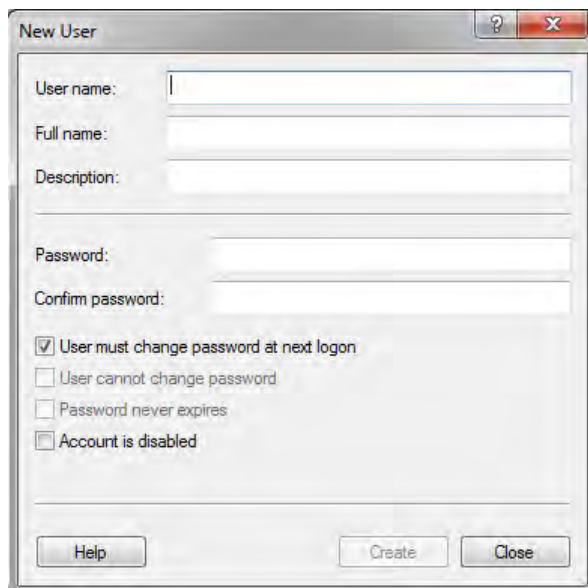 New User
?
User name:
Full name:
Description:
Password:
Confirm password:
User must change password at next logon
User cannot change password
Password never expires
Account is disabled
Help Create Close